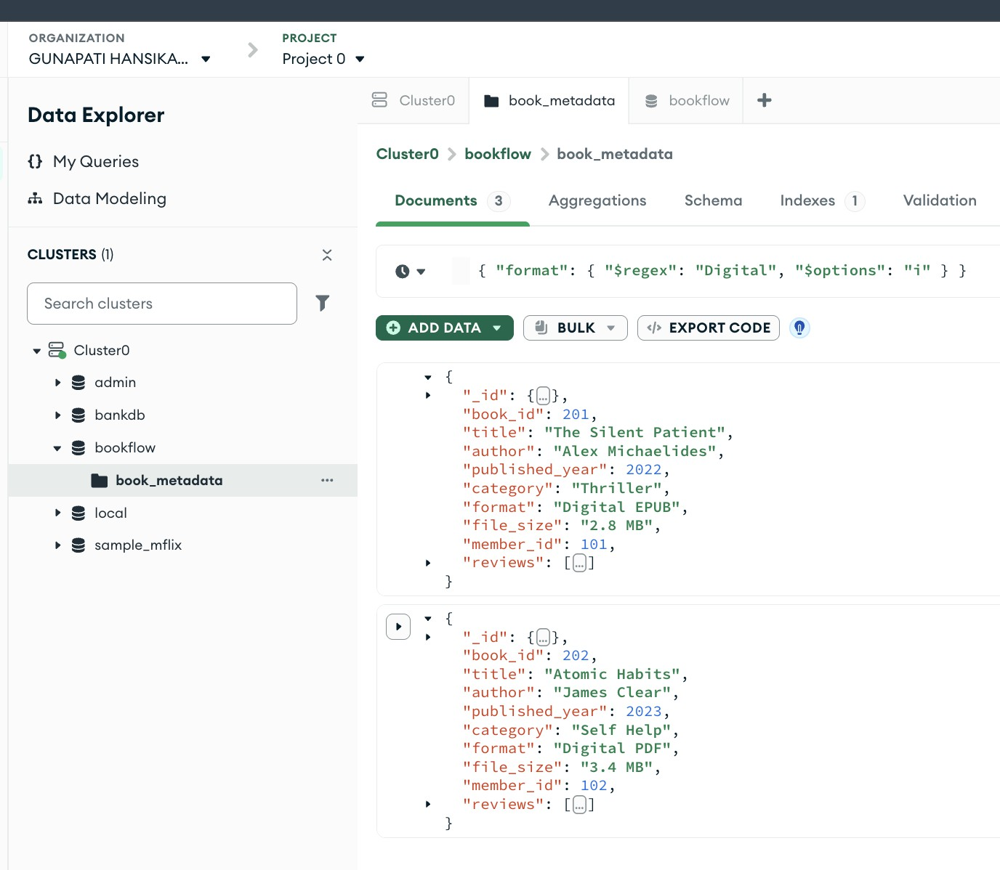 ORGANIZATION
GUNAPATI HANSIKA...
PROJECT
Project 0
Data Explorer
My Queries
Data Modeling
CLUSTERS (1)
Search clusters
Cluster0
admin
bankdb
bookflow
book_metadata
local
sample_mflix
Cluster0
book_metadata
bookflow
Cluster0 > bookflow > book_metadata
Documents 3
Aggregations
Schema
Indexes 1
Validation
{ "format": { "$regex": "Digital", "$options": "i" } }
ADD DATA
BULK
EXPORT CODE
{
"_id": {…},
"book_id": 201,
"title": "The Silent Patient",
"author": "Alex Michaelides",
"published_year": 2022,
"category": "Thriller",
"format": "Digital EPUB",
"file_size": "2.8 MB",
"member_id": 101,
"reviews": […]
}
{
"_id": {…},
"book_id": 202,
"title": "Atomic Habits",
"author": "James Clear",
"published_year": 2023,
"category": "Self Help",
"format": "Digital PDF",
"file_size": "3.4 MB",
"member_id": 102,
"reviews": […]
}